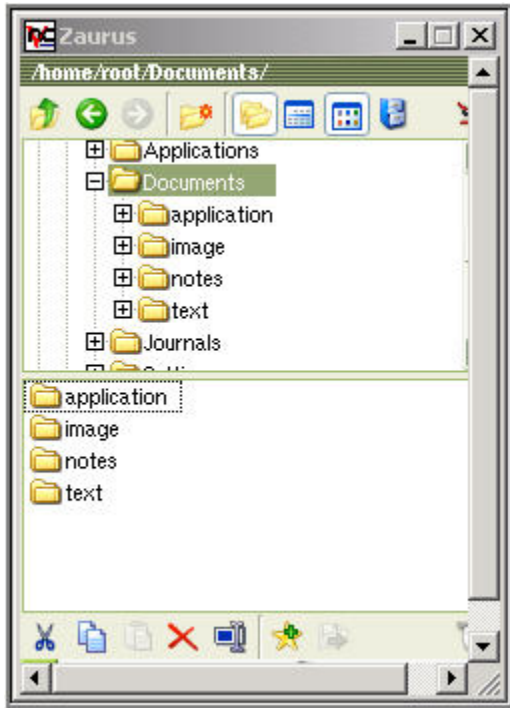 Zaurus
/home/root/Documents/
Applications
Documents
application
image
notes
text
Journals
application
image
notes
text